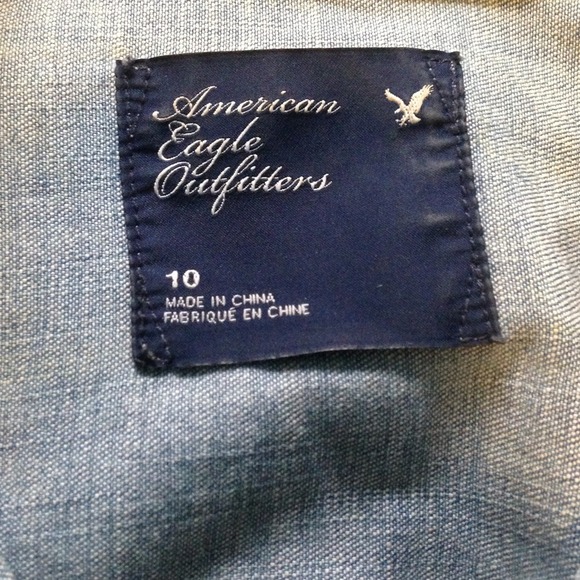 American
Eagle
Outfitters
10
MADE IN CHINA
FABRIQUÉ EN CHINE